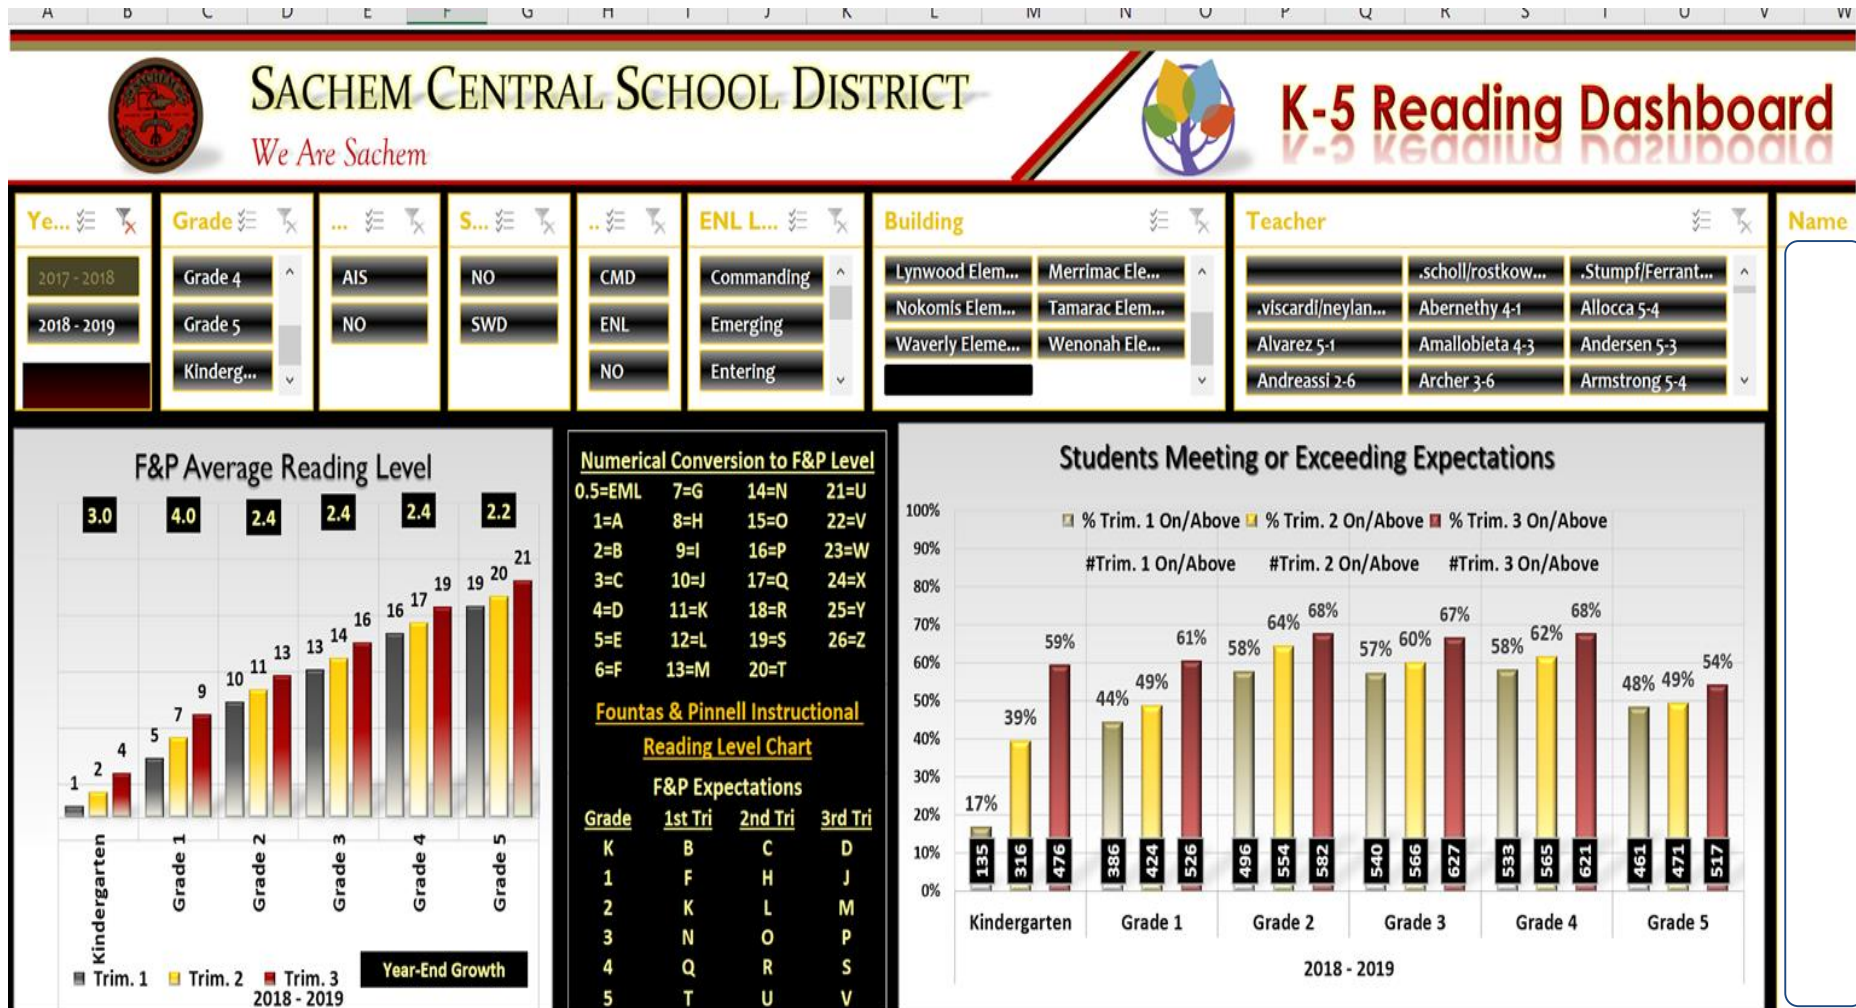 A B C D E F G H I J K L M N O P Q R S T U V W
SACHEM CENTRAL SCHOOL DISTRICT
We Are Sachem
K-5 Reading Dashboard
Ye... Grade ... S... .. ENL L... Building Teacher Name
2017 - 2018
2018 - 2019
Grade 4
Grade 5
Kinderg...
AIS
NO
NO
SWD
CMD
ENL
NO
Commanding
Emerging
Entering
Lynwood Elem... Merrimac Ele...
Nokomis Elem... Tamarac Elem...
Waverly Eleme... Wenonah Ele...
.scholl/rostkow... .Stumpf/Ferrant...
.viscardi/neylan... Abernethy 4-1 Allocca 5-4
Alvarez 5-1 Amallobieta 4-3 Andersen 5-3
Andreassi 2-6 Archer 3-6 Armstrong 5-4
F&P Average Reading Level
3.0 4.0 2.4 2.4 2.4 2.2
1 2 4 5 7 9 10 11 13 13 14 16 16 17 19 19 20 21
Kindergarten Grade 1 Grade 2 Grade 3 Grade 4 Grade 5
Trim. 1 Trim. 2 Trim. 3
2018 - 2019
Year-End Growth
Numerical Conversion to F&P Level
0.5=EML 7=G 14=N 21=U
1=A 8=H 15=O 22=V
2=B 9=I 16=P 23=W
3=C 10=J 17=Q 24=X
4=D 11=K 18=R 25=Y
5=E 12=L 19=S 26=Z
6=F 13=M 20=T
Fountas & Pinnell Instructional
Reading Level Chart
F&P Expectations
Grade 1st Tri 2nd Tri 3rd Tri
K B C D
1 F H J
2 K L M
3 N O P
4 Q R S
5 T U V
Students Meeting or Exceeding Expectations
% Trim. 1 On/Above % Trim. 2 On/Above % Trim. 3 On/Above
#Trim. 1 On/Above #Trim. 2 On/Above #Trim. 3 On/Above
100%
90%
80%
70%
60%
50%
40%
30%
20%
10%
0%
17% 39% 59% 44% 49% 61% 58% 64% 68% 57% 60% 67% 58% 62% 68% 48% 49% 54%
135 316 476 386 424 526 496 554 582 540 566 627 533 565 621 461 471 517
Kindergarten Grade 1 Grade 2 Grade 3 Grade 4 Grade 5
2018 - 2019